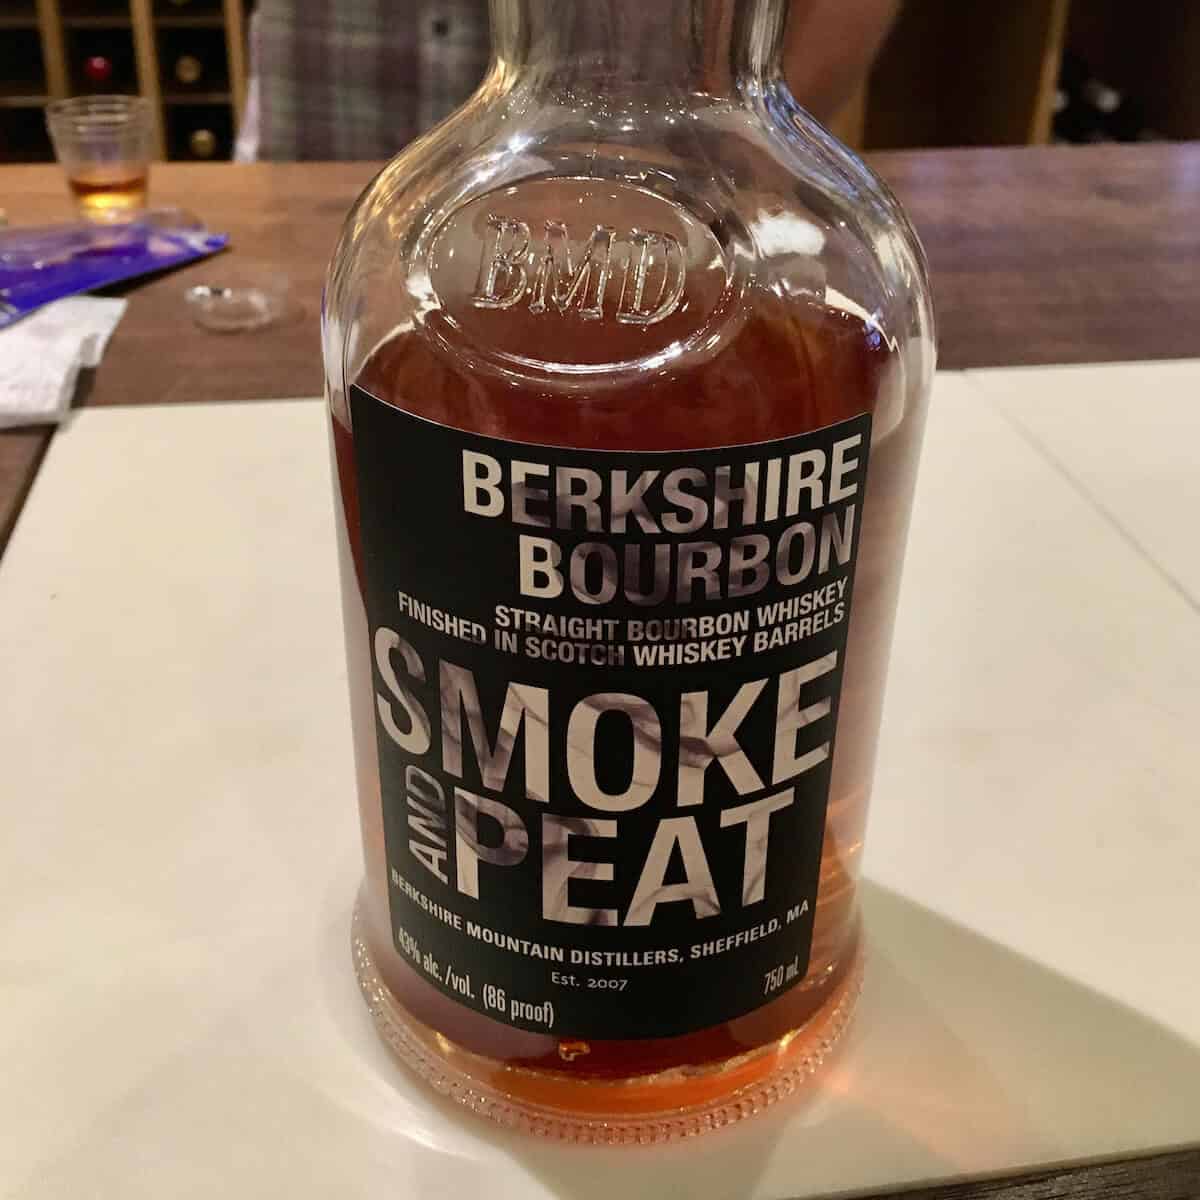 BMD
BERKSHIRE
BOURBON
STRAIGHT BOURBON WHISKEY
FINISHED IN SCOTCH WHISKEY BARRELS
SMOKE
AND PEAT
BERKSHIRE MOUNTAIN DISTILLERS, SHEFFIELD, MA
Est. 2007
43% alc./vol. (86 proof)
750 mL